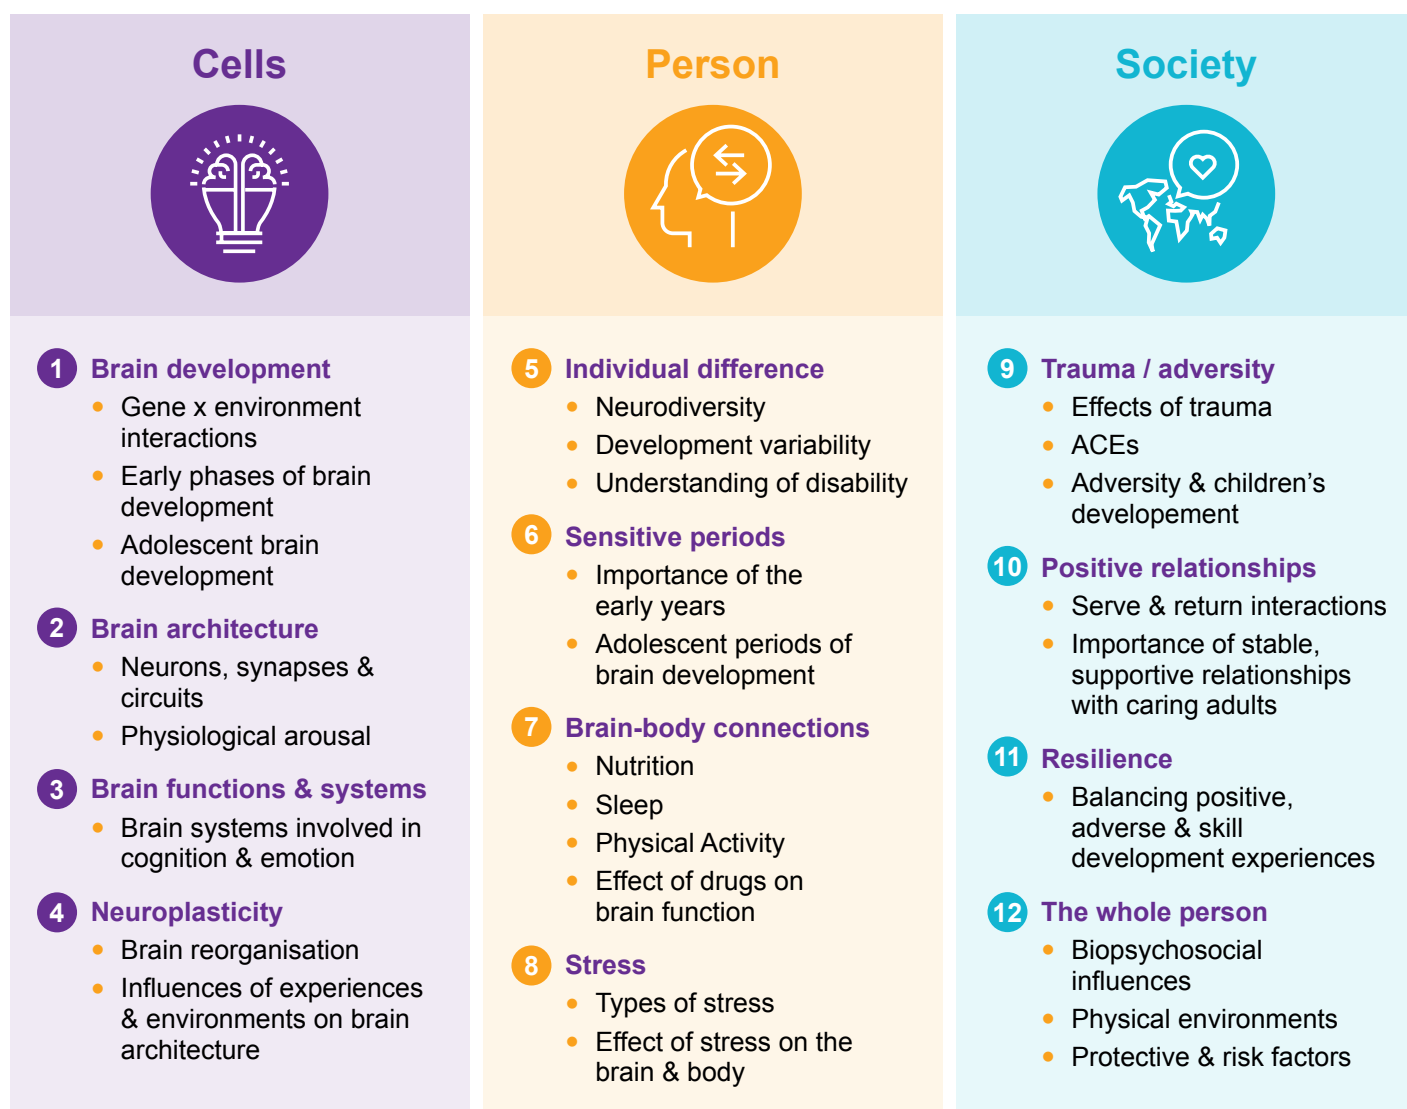 Cells
1 Brain development
• Gene x environment
interactions
• Early phases of brain
development
• Adolescent brain
development
2 Brain architecture
• Neurons, synapses &
circuits
• Physiological arousal
3 Brain functions & systems
• Brain systems involved in
cognition & emotion
4 Neuroplasticity
• Brain reorganisation
• Influences of experiences
& environments on brain
architecture
Person
5 Individual difference
• Neurodiversity
• Development variability
• Understanding of disability
6 Sensitive periods
• Importance of the
early years
• Adolescent periods of
brain development
7 Brain-body connections
• Nutrition
• Sleep
• Physical Activity
• Effect of drugs on
brain function
8 Stress
• Types of stress
• Effect of stress on the
brain & body
Society
9 Trauma / adversity
• Effects of trauma
• ACEs
• Adversity & children’s
developement
10 Positive relationships
• Serve & return interactions
• Importance of stable,
supportive relationships
with caring adults
11 Resilience
• Balancing positive,
adverse & skill
development experiences
12 The whole person
• Biopsychosocial
influences
• Physical environments
• Protective & risk factors